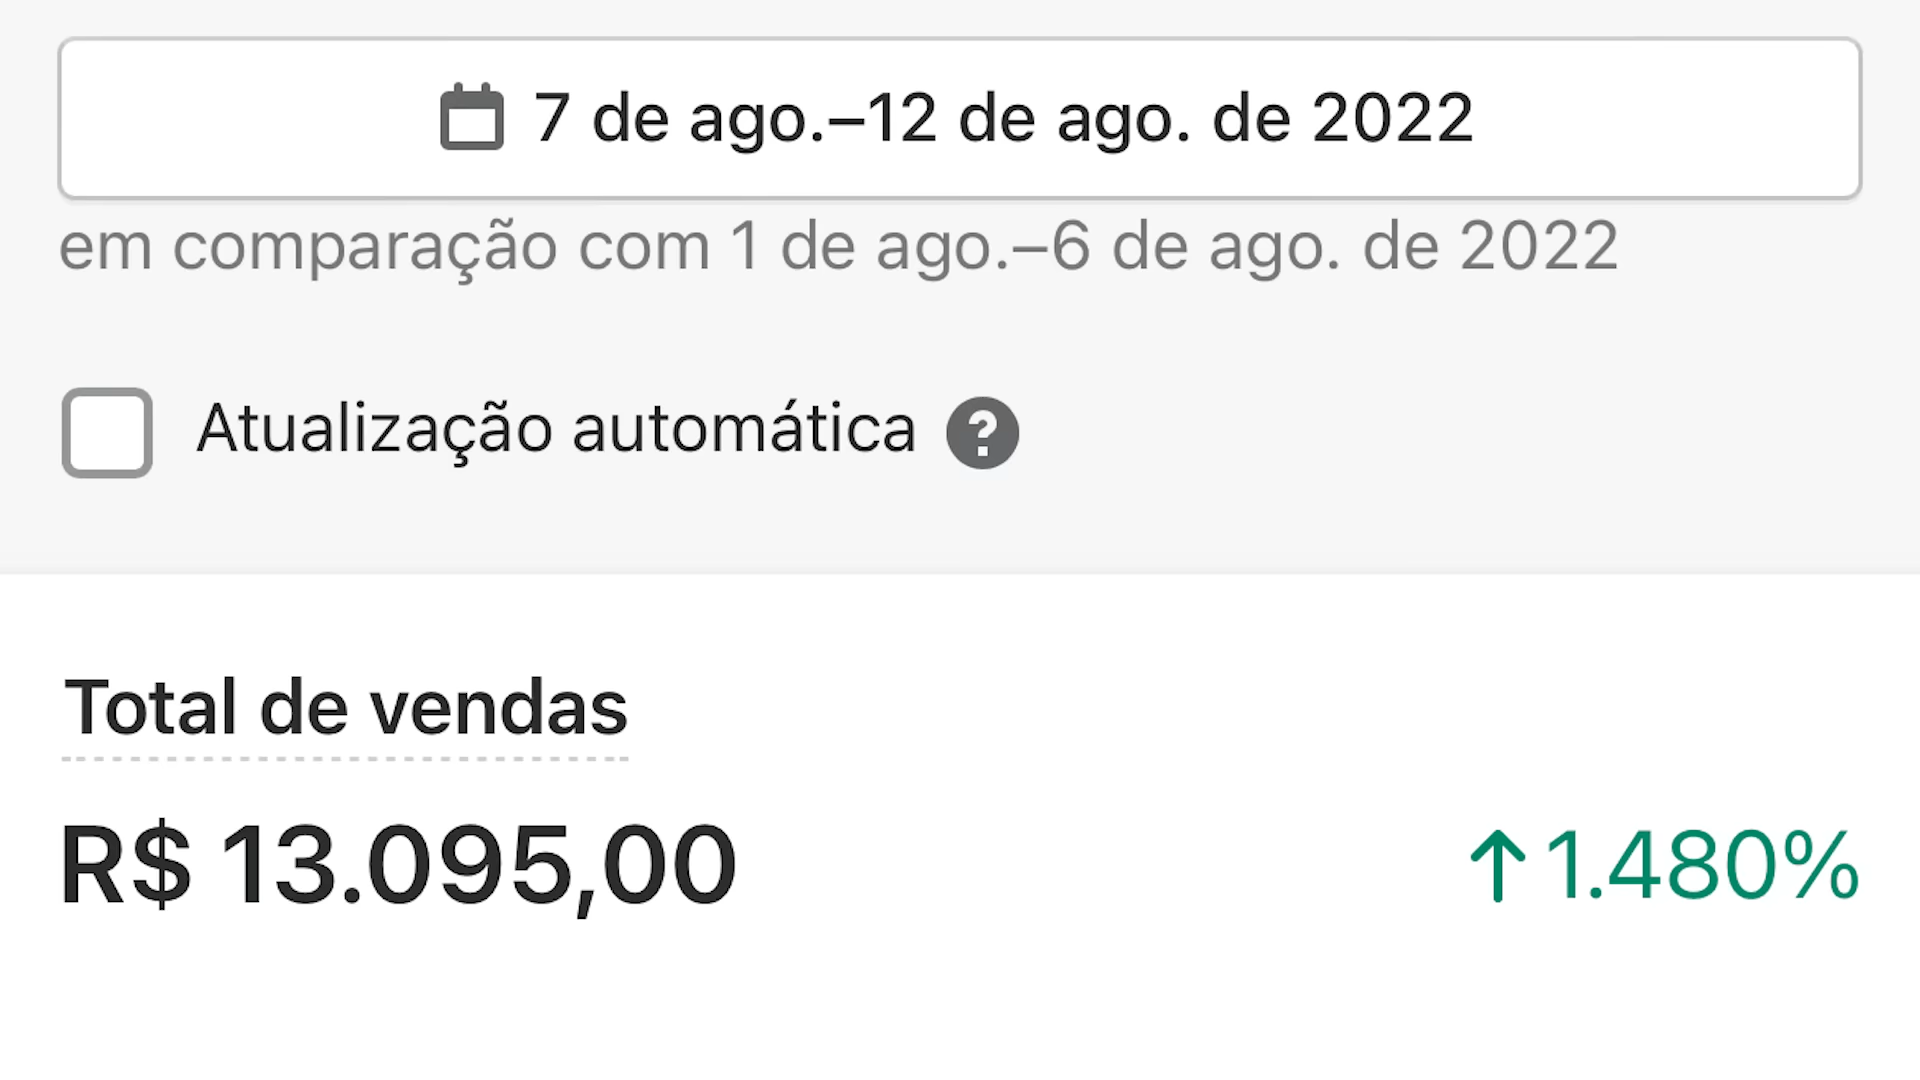 7 de ago.–12 de ago. de 2022
em comparação com 1 de ago.–6 de ago. de 2022
Atualização automática ?
Total de vendas
R$ 13.095,00 ↑1.480%